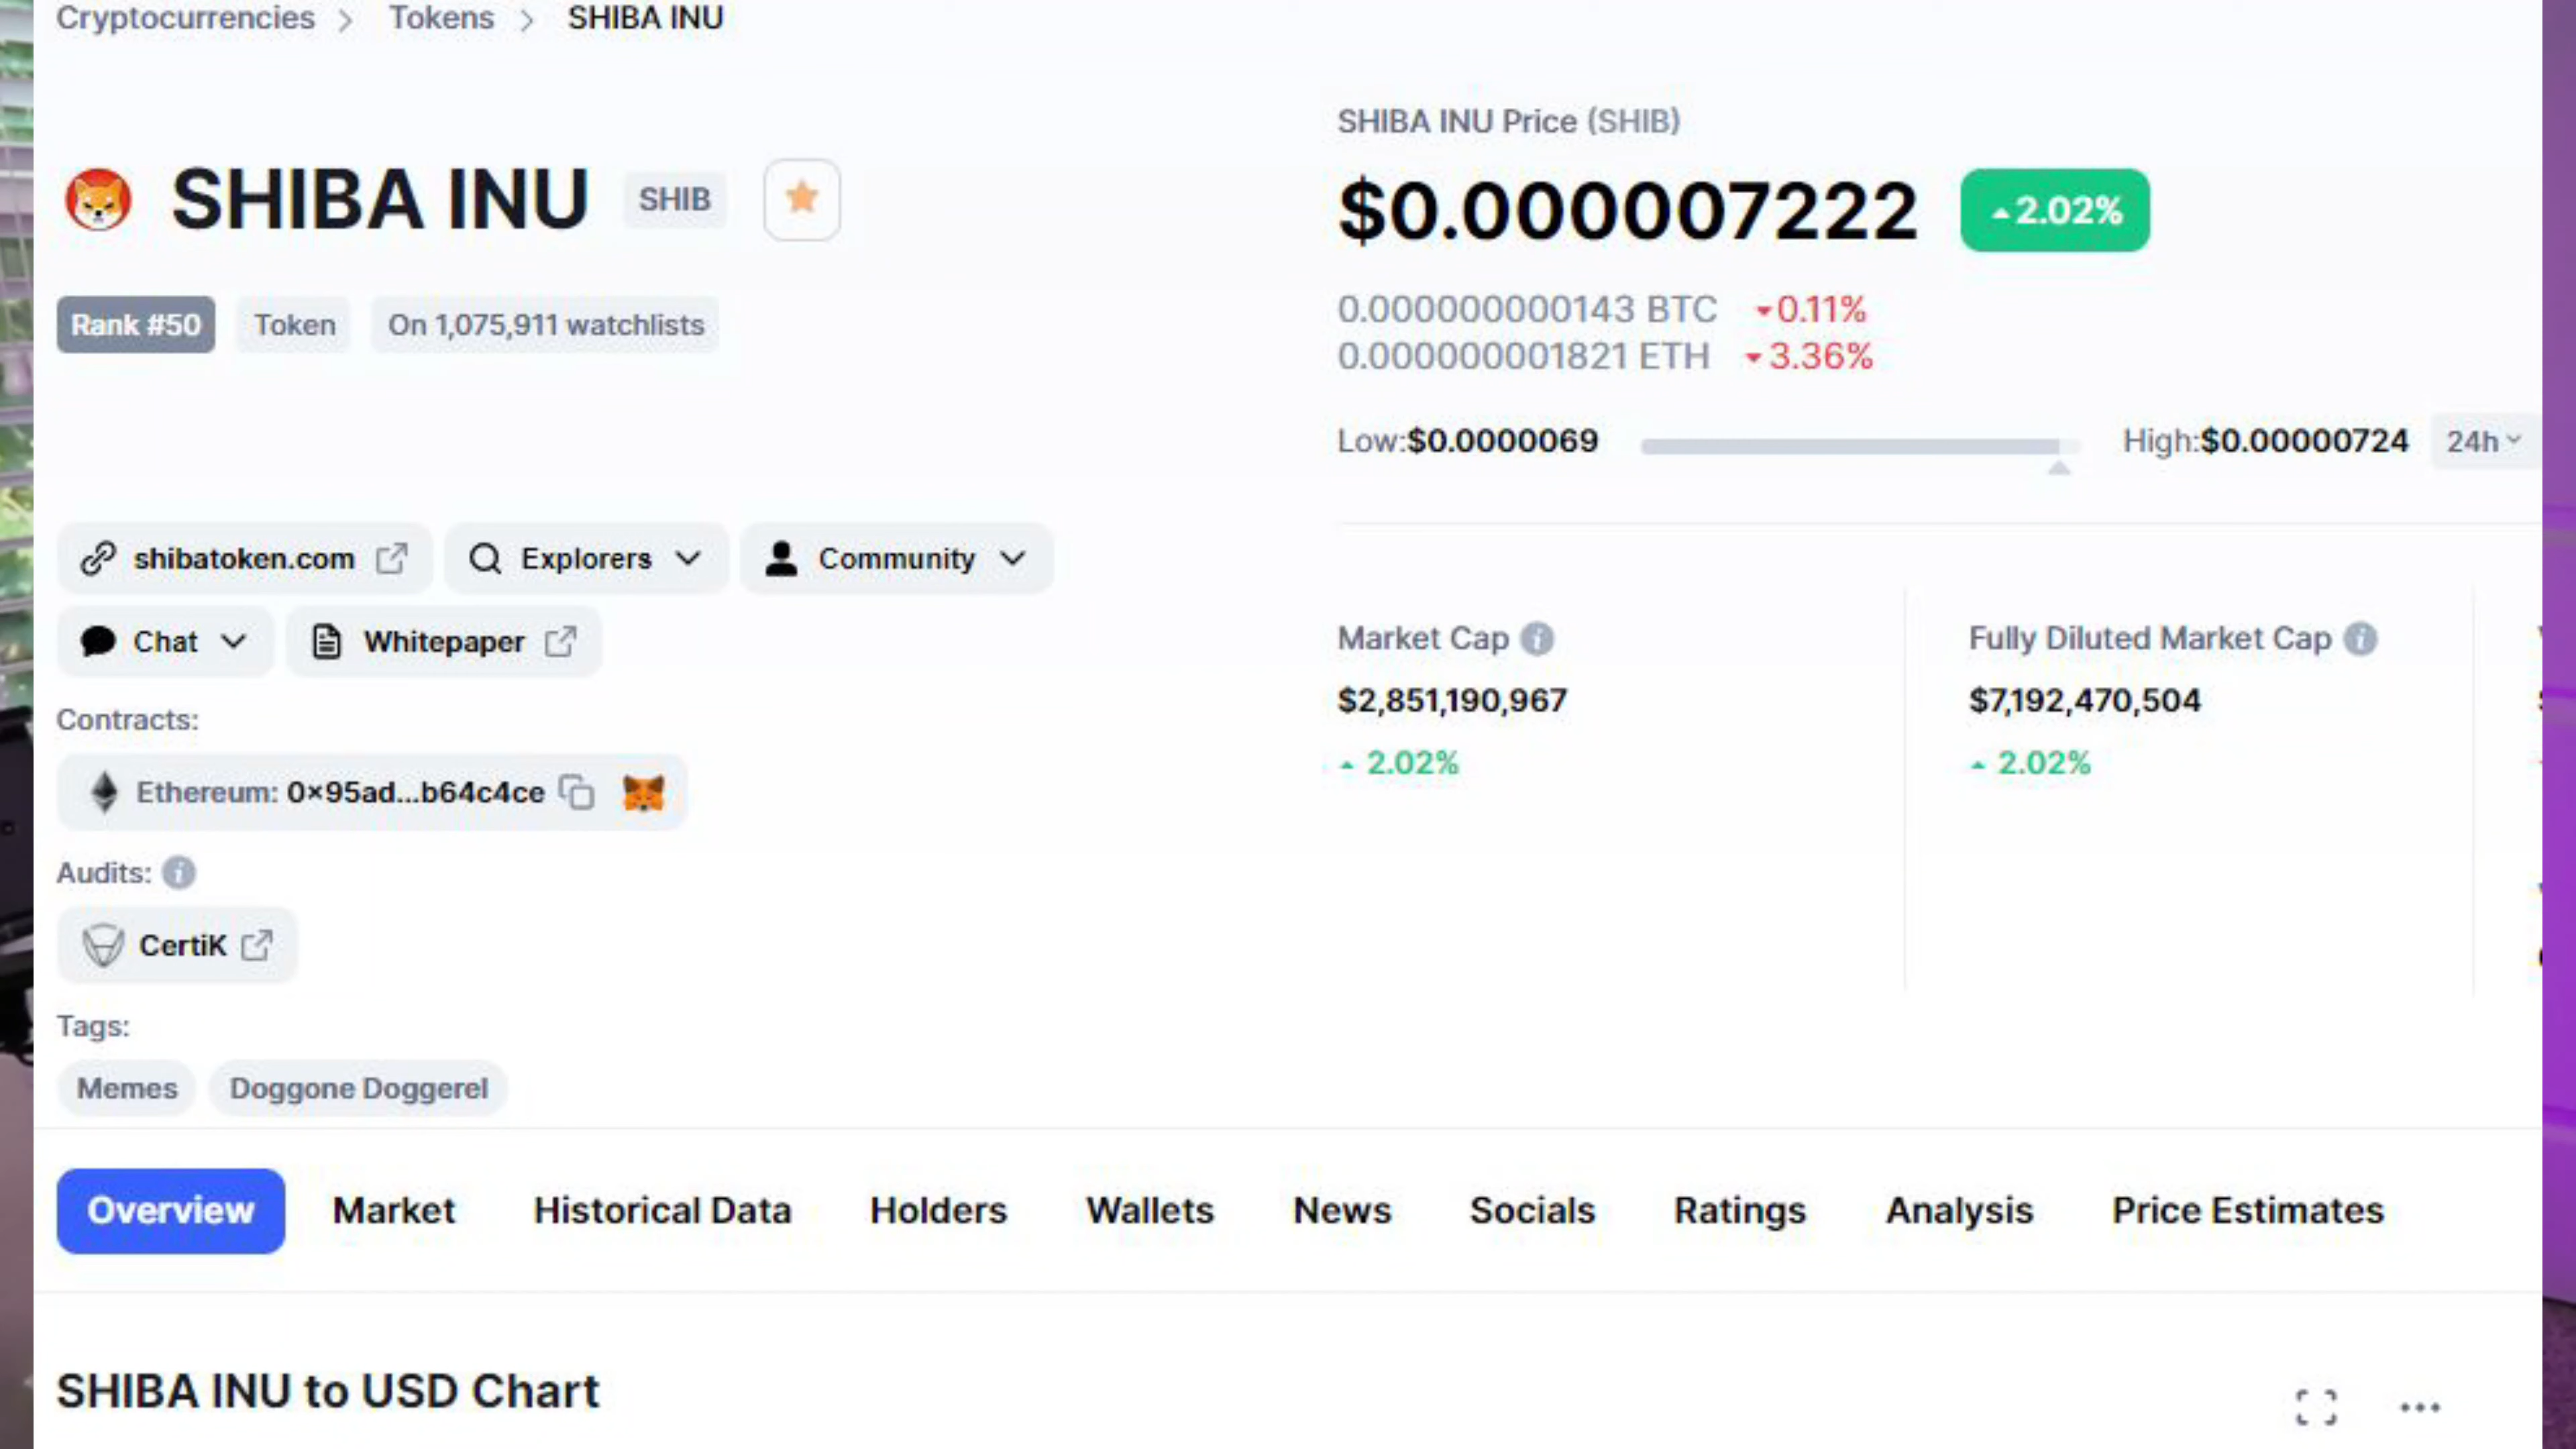 Cryptocurrencies > Tokens > SHIBA INU
SHIBA INU SHIB
Rank #50 Token On 1,075,911 watchlists
SHIBA INU Price (SHIB)
$0.000007222 2.02%
0.000000000143 BTC 0.11%
0.000000001821 ETH 3.36%
Low:$0.0000069 High:$0.00000724 24h
shibatoken.com Explorers Community
Chat Whitepaper
Contracts:
Ethereum: 0×95ad...b64c4ce
Audits:
CertiK
Tags:
Memes Doggone Doggerel
Market Cap
$2,851,190,967
2.02%
Fully Diluted Market Cap
$7,192,470,504
2.02%
Overview Market Historical Data Holders Wallets News Socials Ratings Analysis Price Estimates
SHIBA INU to USD Chart